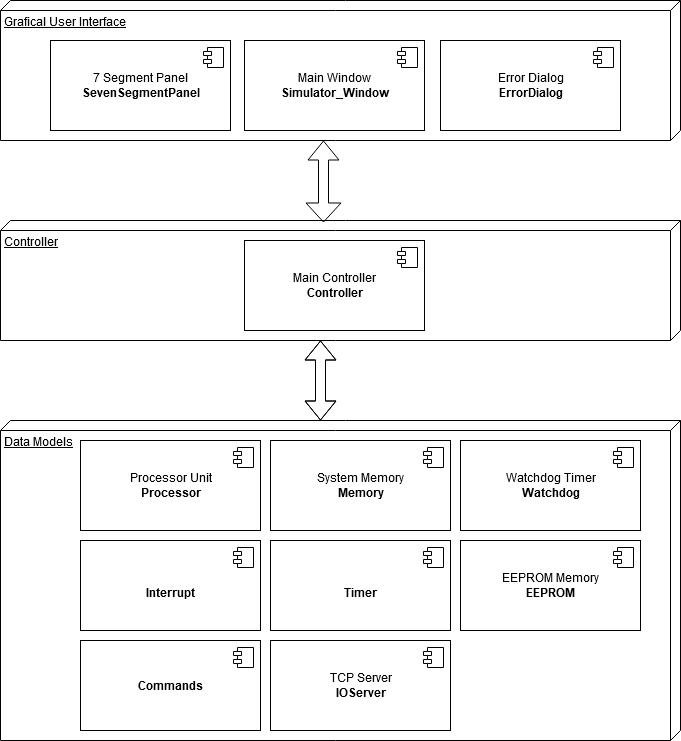 Grafical User Interface
7 Segment Panel
SevenSegmentPanel
Main Window
Simulator_Window
Error Dialog
ErrorDialog
Controller
Main Controller
Controller
Data Models
Processor Unit
Processor
System Memory
Memory
Watchdog Timer
Watchdog
Interrupt
Timer
EEPROM Memory
EEPROM
Commands
TCP Server
IOServer